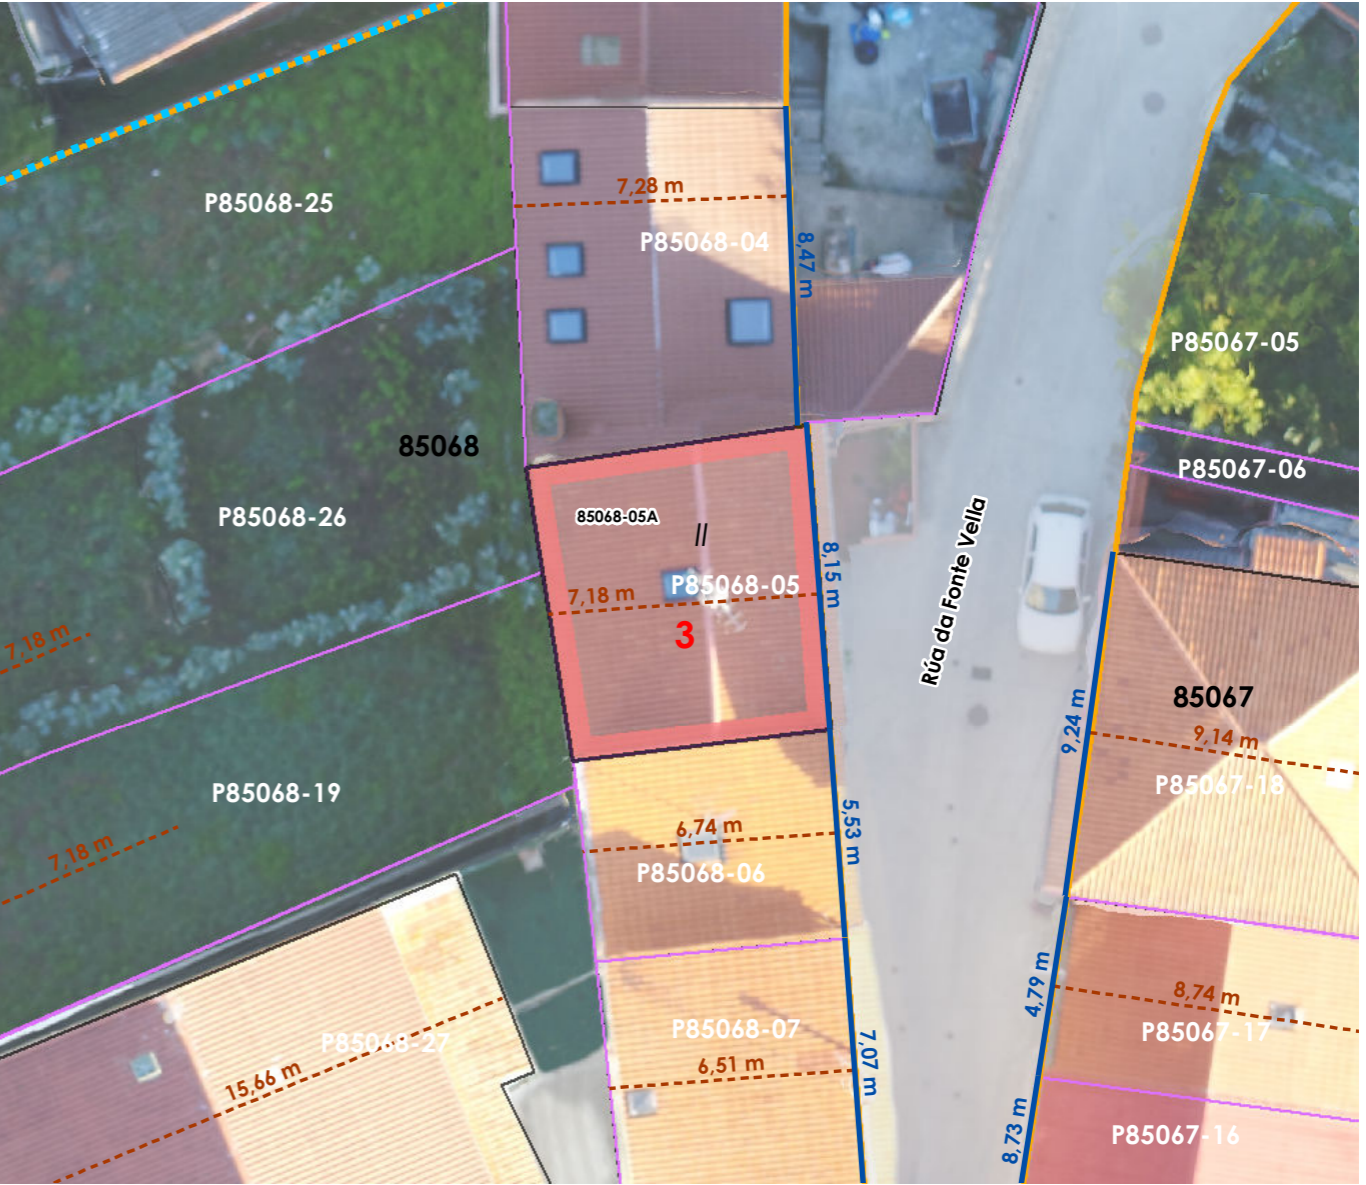 P85068-25
7,28 m
P85068-04
8,47 m
P85067-05
85068
P85067-06
P85068-26
85068-05A
II
P85068-05
8,15 m
7,18 m
3
Rúa da Fonte Vella
7,18 m
85067
9,24 m
9,14 m
P85067-18
P85068-19
6,74 m
5,53 m
7,18 m
P85068-06
4,79 m
8,74 m
P85068-07
P85067-17
P85068-27
6,51 m
7,07 m
15,66 m
8,73 m
P85067-16